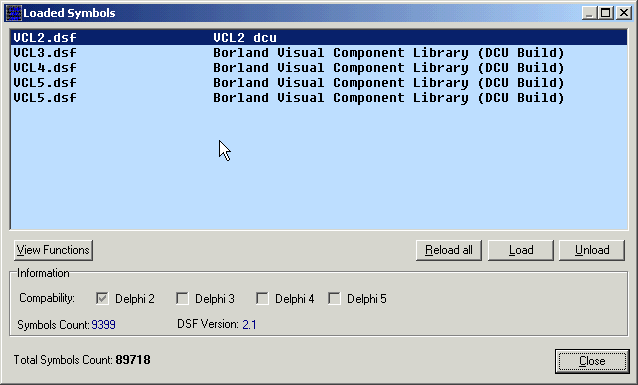 Loaded Symbols
VCL2.dsf VCL2 dcu
VCL3.dsf Borland Visual Component Library (DCU Build)
VCL4.dsf Borland Visual Component Library (DCU Build)
VCL5.dsf Borland Visual Component Library (DCU Build)
VCL5.dsf Borland Visual Component Library (DCU Build)
View Functions Reload all Load Unload
Information
Compability: Delphi 2 Delphi 3 Delphi 4 Delphi 5
Symbols Count: 9399 DSF Version: 2.1
Total Symbols Count: 89718 Close